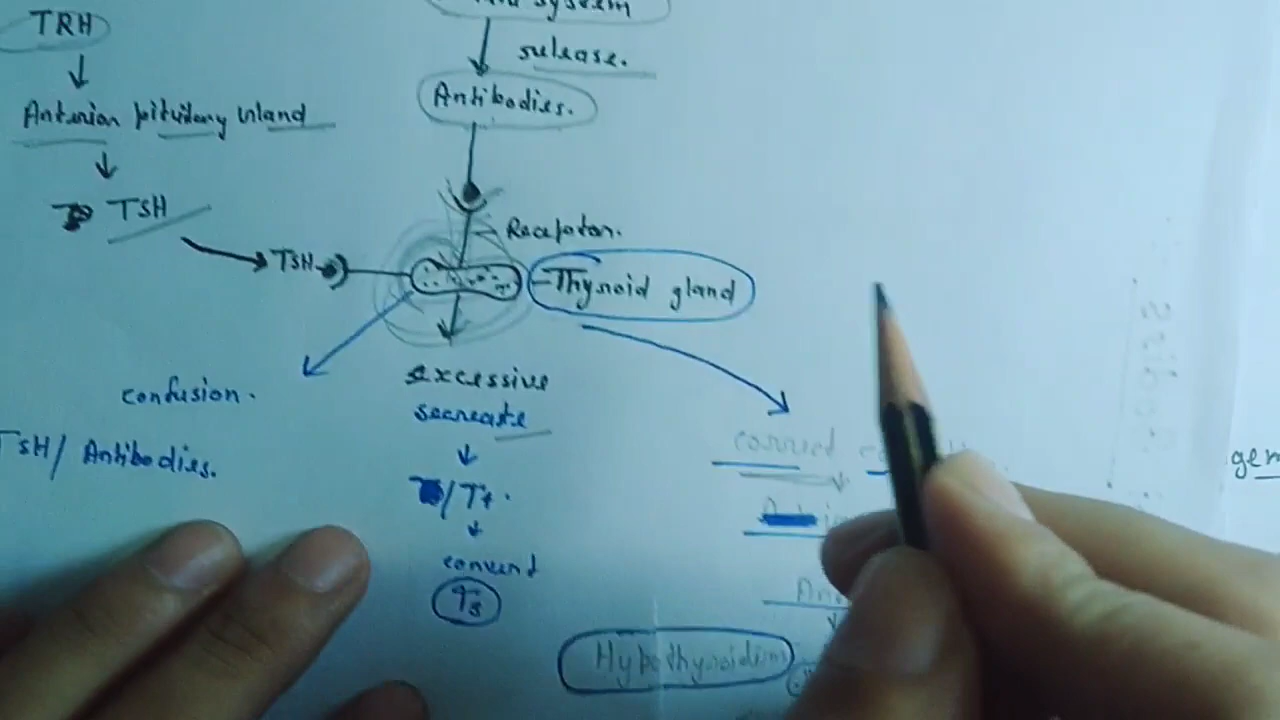 TRH
system
release.
Antibodies.
Anterior pituitary Gland
TSH
Receptor.
TSH
Thyroid gland
confusion.
excessive
secreate
TSH/ Antibodies.
/T4.
convert
T3
Hypothyroidism